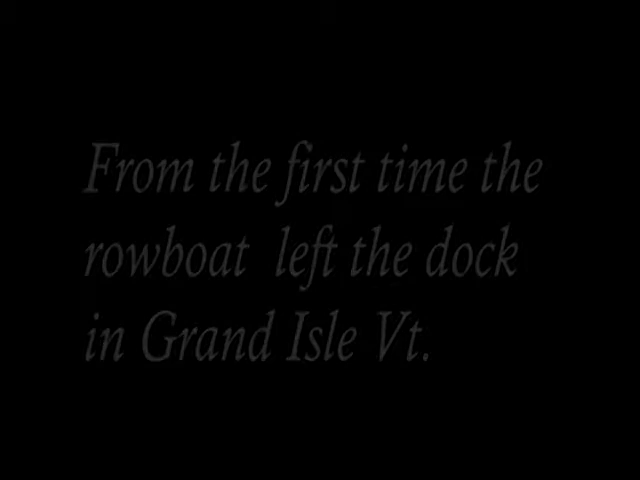 From the first time the
rowboat  left the dock
in Grand Isle Vt.